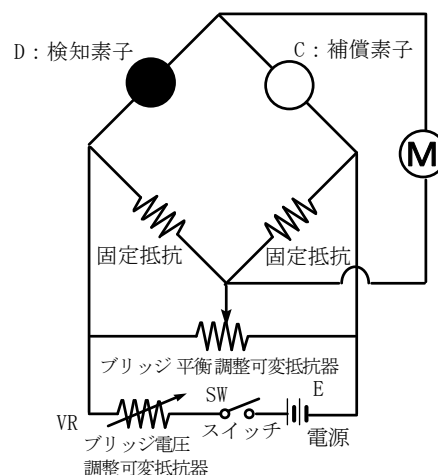 D：検知素子
C：補償素子
M
固定抵抗
固定抵抗
ブリッジ平衡調整可変抵抗器
SW
E
VR
スイッチ
電源
ブリッジ電圧
調整可変抵抗器